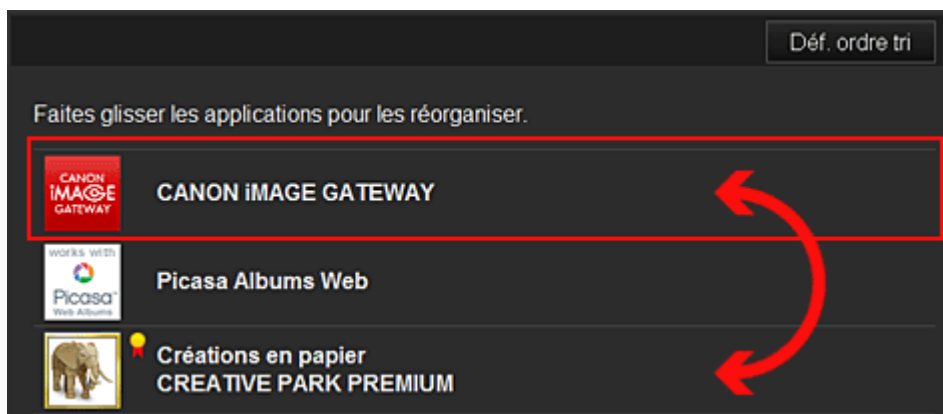 Déf. ordre tri
Faites glisser les applications pour les réorganiser.
CANON
iMAGE
GATEWAY
CANON iMAGE GATEWAY
works with
Picasa™
Web Albums
Picasa Albums Web
Créations en papier
CREATIVE PARK PREMIUM